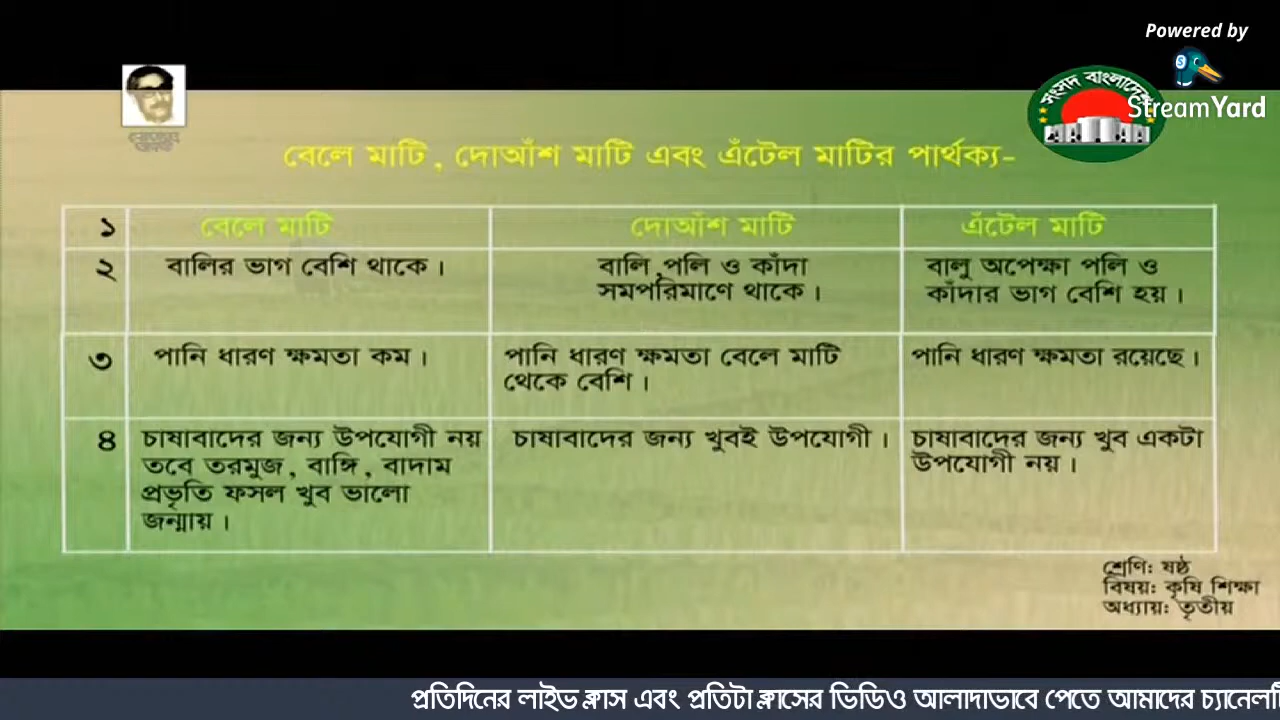 Powered by
StreamYard
সংসদ বাংলাদেশ
বেলে মাটি, দোআঁশ মাটি এবং এঁটেল মাটির পার্থক্য-
১ বেলে মাটি দোআঁশ মাটি এঁটেল মাটি
২ বালির ভাগ বেশি থাকে। বালি ,পলি ও কাঁদা বালু অপেক্ষা পলি ও
সমপরিমাণে থাকে। কাঁদার ভাগ বেশি হয়।
৩ পানি ধারণ ক্ষমতা কম। পানি ধারণ ক্ষমতা বেলে মাটি পানি ধারণ ক্ষমতা রয়েছে।
থেকে বেশি।
৪ চাষাবাদের জন্য উপযোগী নয় চাষাবাদের জন্য খুবই উপযোগী। চাষাবাদের জন্য খুব একটা
তবে তরমুজ, বাঙ্গি, বাদাম উপযোগী নয়।
প্রভৃতি ফসল খুব ভালো
জন্মায়।
শ্রেণি: ষষ্ঠ
বিষয়: কৃষি শিক্ষা
অধ্যায়: তৃতীয়
প্রতিদিনের লাইভ ক্লাস এবং প্রতিটা ক্লাসের ভিডিও আলাদাভাবে পেতে আমাদের